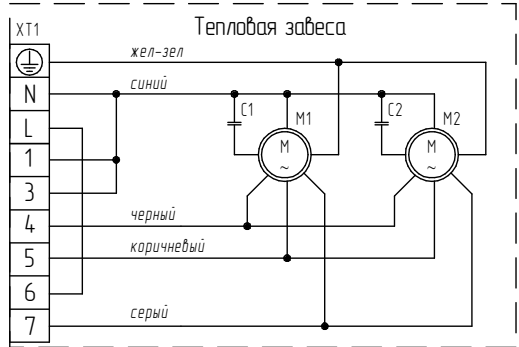 XT1
Тепловая завеса
жел-зел
N
синий
C1
M1
C2
M2
L
M
~
M
~
1
3
4
черный
5
коричневый
6
7
серый